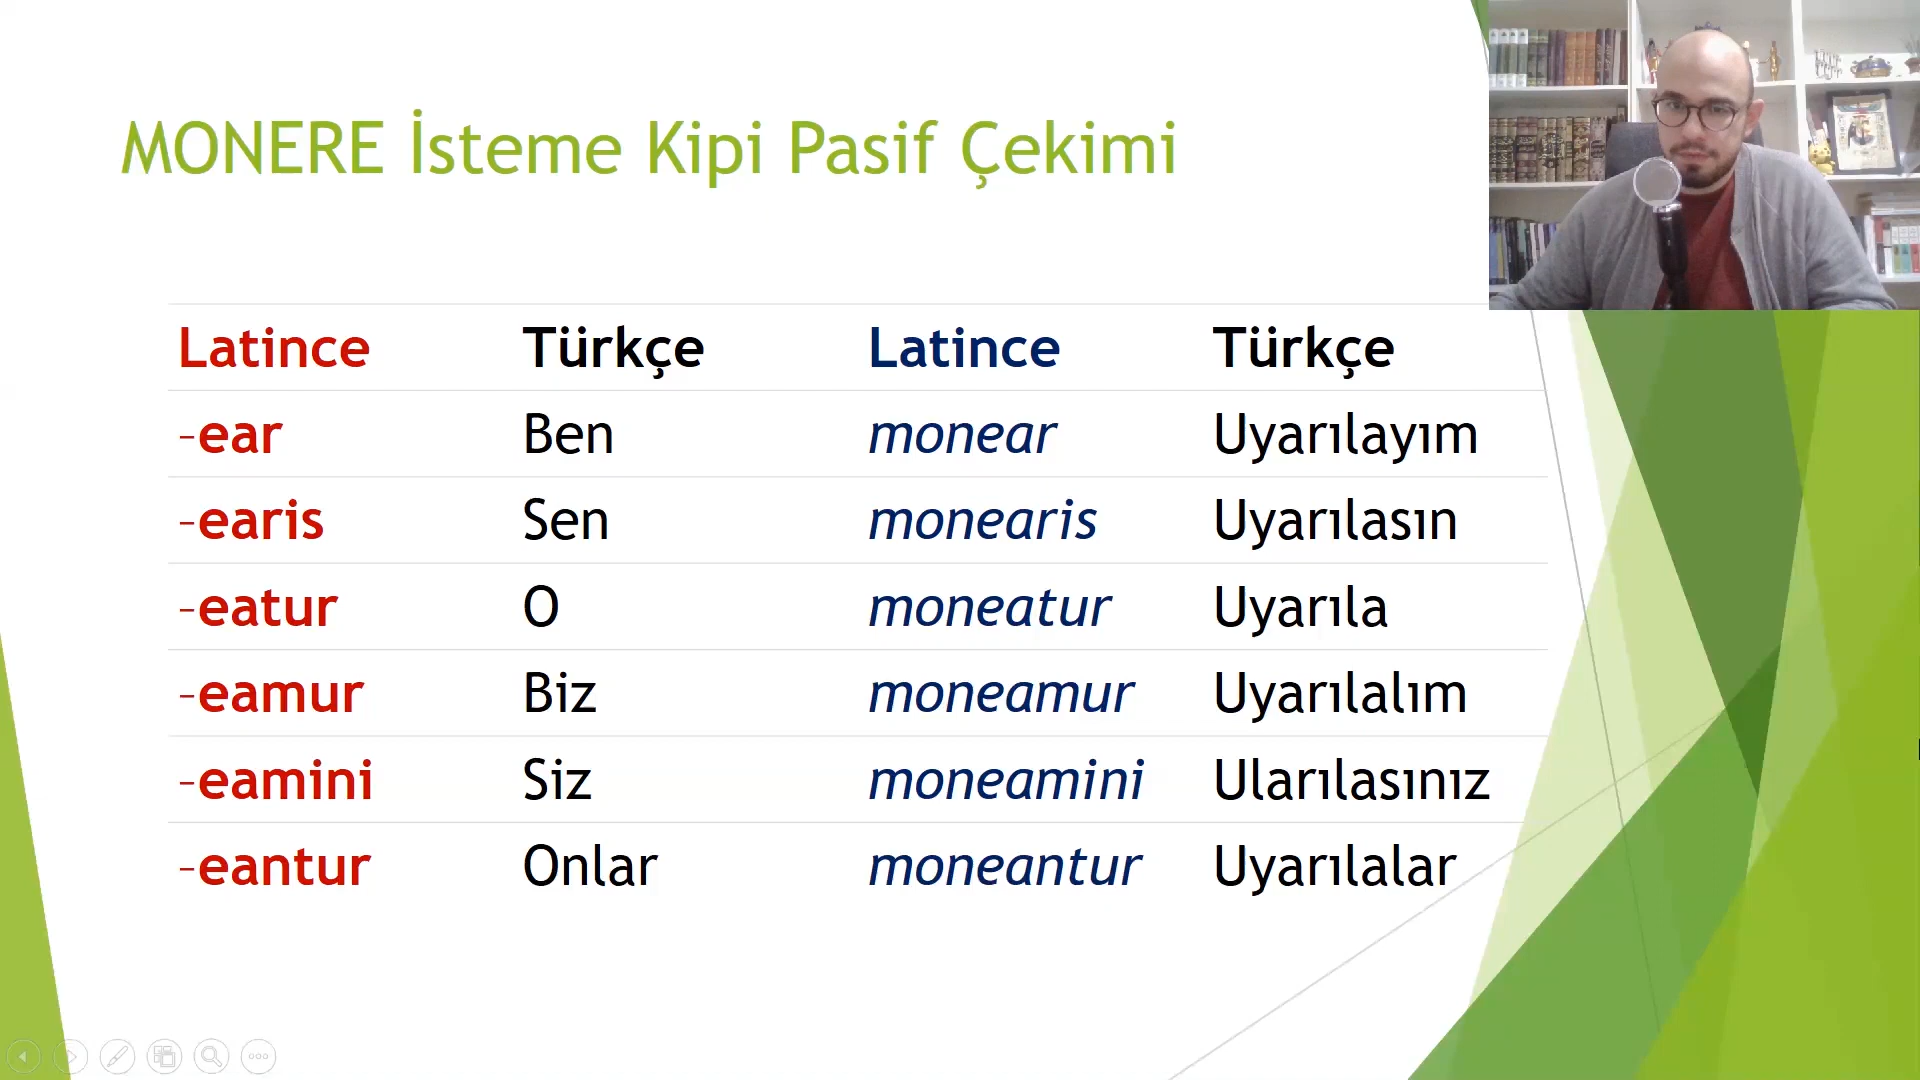 MONERE İsteme Kipi Pasif Çekimi
Latince Türkçe Latince Türkçe
-ear Ben monear Uyarılayım
-earis Sen monearis Uyarılasın
-eatur O moneatur Uyarıla
-eamur Biz moneamur Uyarılalım
-eamini Siz moneamini Ularılasınız
-eantur Onlar moneantur Uyarılalar